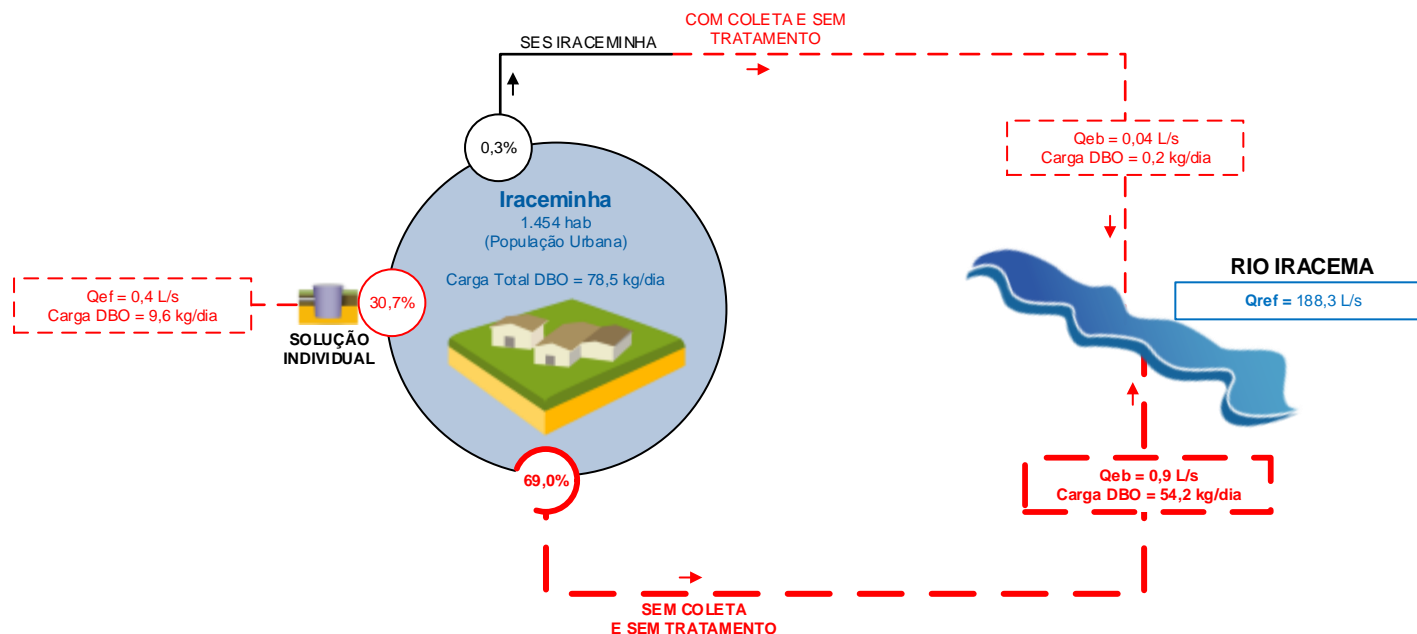 COM COLETA E SEM
TRATAMENTO
SES IRACEMINHA
Qeb = 0,04 L/s
Carga DBO = 0,2 kg/dia
0,3%
Iraceminha
1.454 hab
(População Urbana)
Carga Total DBO = 78,5 kg/dia
RIO IRACEMA
Qref = 188,3 L/s
Qef = 0,4 L/s
Carga DBO = 9,6 kg/dia
30,7%
SOLUÇÃO
INDIVIDUAL
69,0%
Qeb = 0,9 L/s
Carga DBO = 54,2 kg/dia
SEM COLETA
E SEM TRATAMENTO